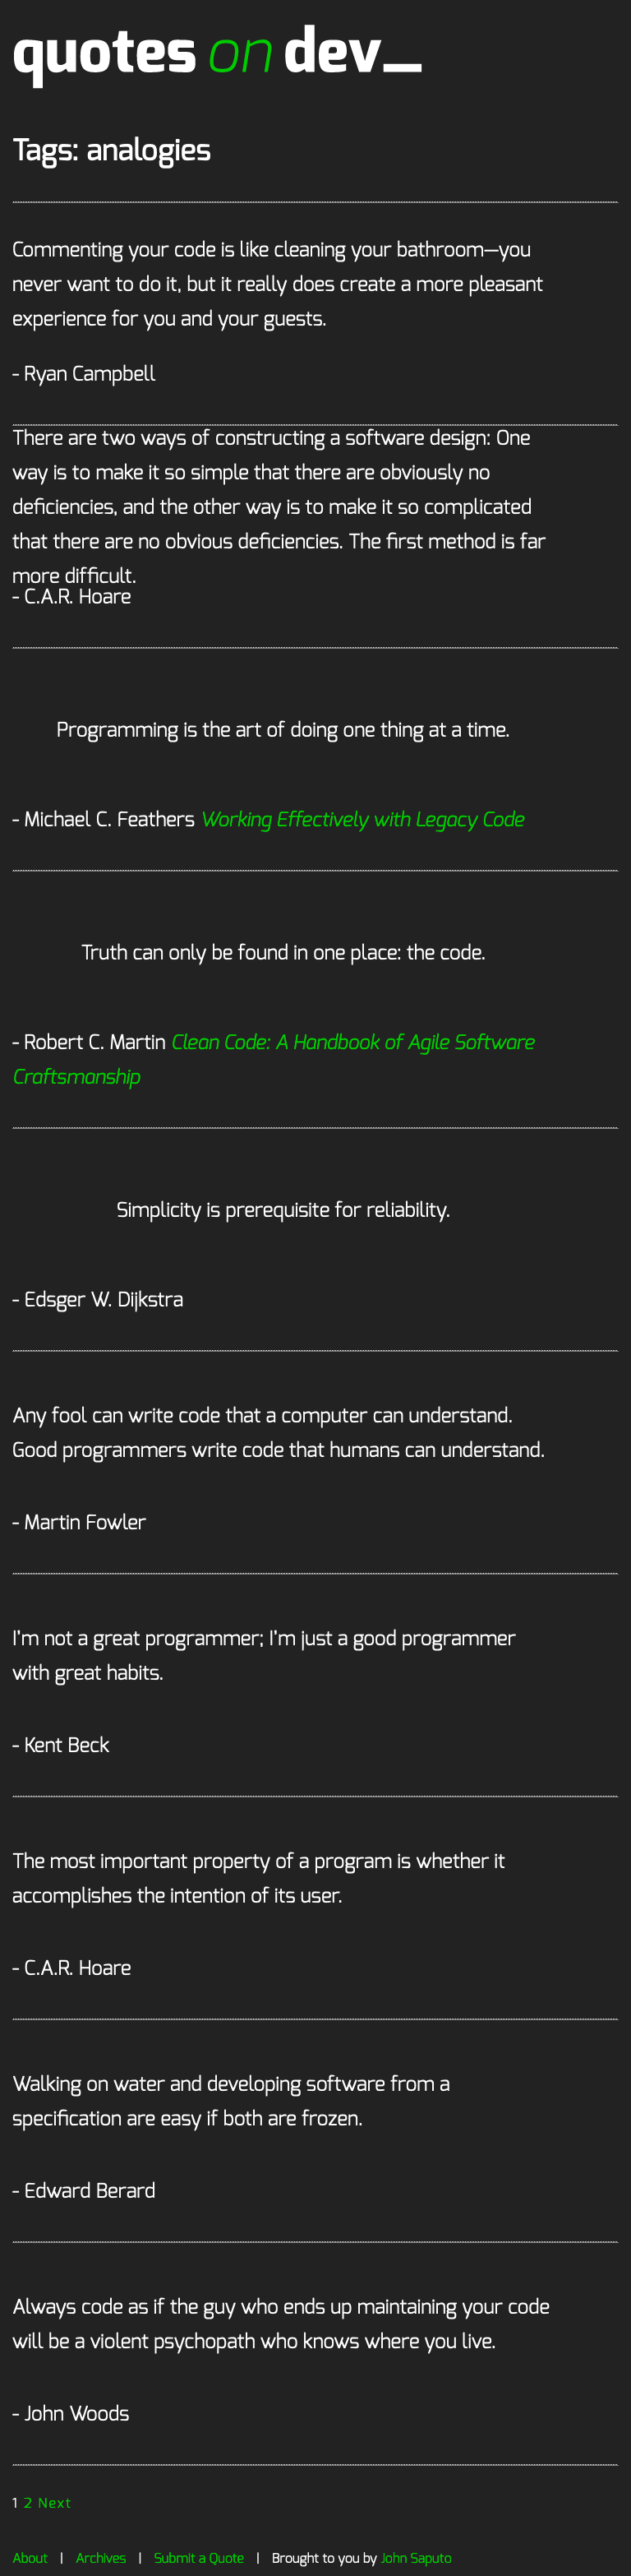 quotes on dev_
Tags: analogies
Commenting your code is like cleaning your bathroom—you
never want to do it, but it really does create a more pleasant
experience for you and your guests.
- Ryan Campbell
There are two ways of constructing a software design: One
way is to make it so simple that there are obviously no
deficiencies, and the other way is to make it so complicated
that there are no obvious deficiencies. The first method is far
more difficult.
- C.A.R. Hoare
Programming is the art of doing one thing at a time.
- Michael C. Feathers Working Effectively with Legacy Code
Truth can only be found in one place: the code.
- Robert C. Martin Clean Code: A Handbook of Agile Software
Craftsmanship
Simplicity is prerequisite for reliability.
- Edsger W. Dijkstra
Any fool can write code that a computer can understand.
Good programmers write code that humans can understand.
- Martin Fowler
I’m not a great programmer; I’m just a good programmer
with great habits.
- Kent Beck
The most important property of a program is whether it
accomplishes the intention of its user.
- C.A.R. Hoare
Walking on water and developing software from a
specification are easy if both are frozen.
- Edward Berard
Always code as if the guy who ends up maintaining your code
will be a violent psychopath who knows where you live.
- John Woods
1 2 Next
About | Archives | Submit a Quote | Brought to you by John Saputo